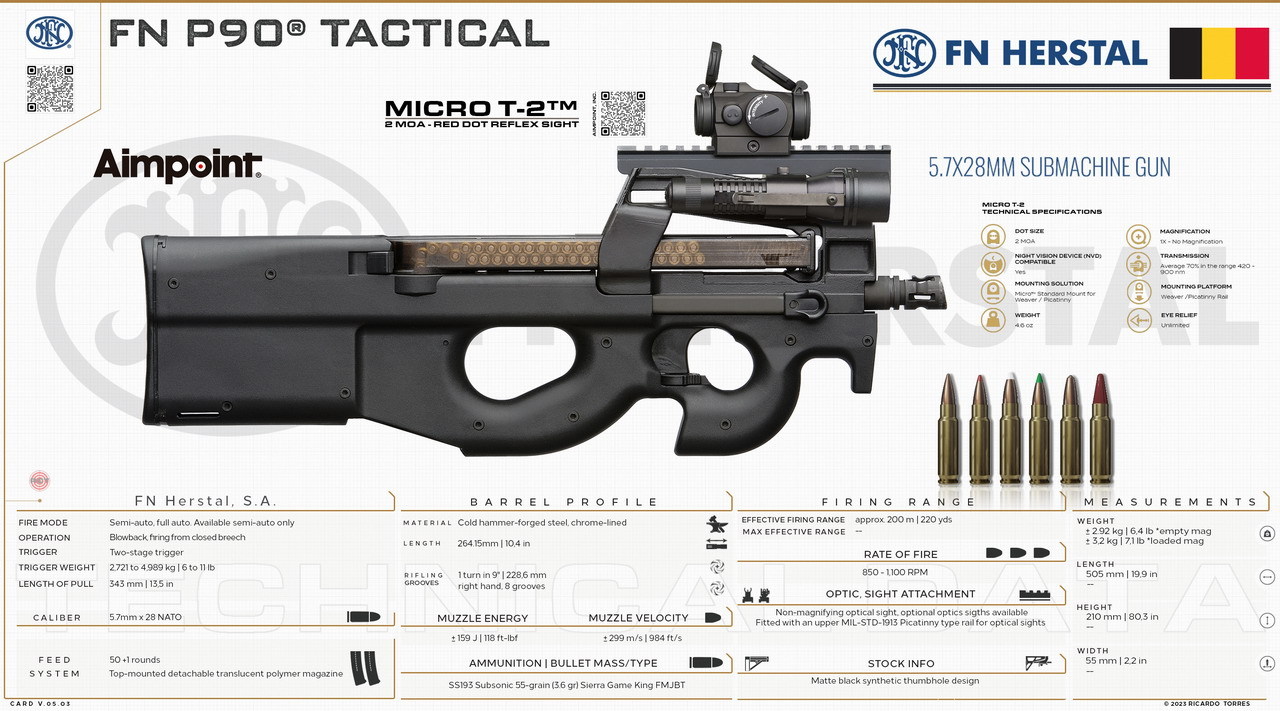 FN P90® TACTICAL
FN HERSTAL
MICRO T-2™
2 MOA - RED DOT REFLEX SIGHT
AIMPOINT, INC.
Aimpoint®
5.7X28MM SUBMACHINE GUN
MICRO T-2
TECHNICAL SPECIFICATIONS
DOT SIZE
2 MOA
NIGHT VISION DEVICE (NVD)
COMPATIBLE
Yes
MOUNTING SOLUTION
Micro™ Standard Mount for
Weaver / Picatinny
WEIGHT
4.6 oz
MAGNIFICATION
1X - No Magnification
TRANSMISSION
Average 70% in the range 420 -
900 nm
MOUNTING PLATFORM
Weaver /Picatinny Rail
EYE RELIEF
Unlimited
HERSTAL
TECHNICAL DATA
FN Herstal, S.A.
FIRE MODE Semi-auto, full auto. Available semi-auto only
OPERATION Blowback, firing from closed breech
TRIGGER Two-stage trigger
TRIGGER WEIGHT 2,721 to 4.989 kg | 6 to 11 lb
LENGTH OF PULL 343 mm | 13,5 in
CALIBER 5.7mm x 28 NATO
FEED SYSTEM 50 +1 rounds
Top-mounted detachable translucent polymer magazine
BARREL PROFILE
MATERIAL Cold hammer-forged steel, chrome-lined
LENGTH 264.15mm | 10,4 in
RIFLING GROOVES 1 turn in 9" | 228,6 mm
right hand, 8 grooves
MUZZLE ENERGY
± 159 J | 118 ft-lbf
MUZZLE VELOCITY
± 299 m/s | 984 ft/s
AMMUNITION | BULLET MASS/TYPE
SS193 Subsonic 55-grain (3.6 gr) Sierra Game King FMJBT
FIRING RANGE
EFFECTIVE FIRING RANGE approx. 200 m | 220 yds
MAX EFFECTIVE RANGE --
RATE OF FIRE
850 - 1,100 RPM
OPTIC, SIGHT ATTACHMENT
Non-magnifying optical sight, optional optics sigths available
Fitted with an upper MIL-STD-1913 Picatinny type rail for optical sights
STOCK INFO
Matte black synthetic thumbhole design
MEASUREMENTS
WEIGHT
± 2.92 kg | 6,4 lb *empty mag
± 3,2 kg | 7,1 lb *loaded mag
LENGTH
505 mm | 19,9 in
--
HEIGHT
210 mm | 80,3 in
--
WIDTH
55 mm | 2,2 in
--
CARD V.05.03
© 2023 RICARDO TORRES